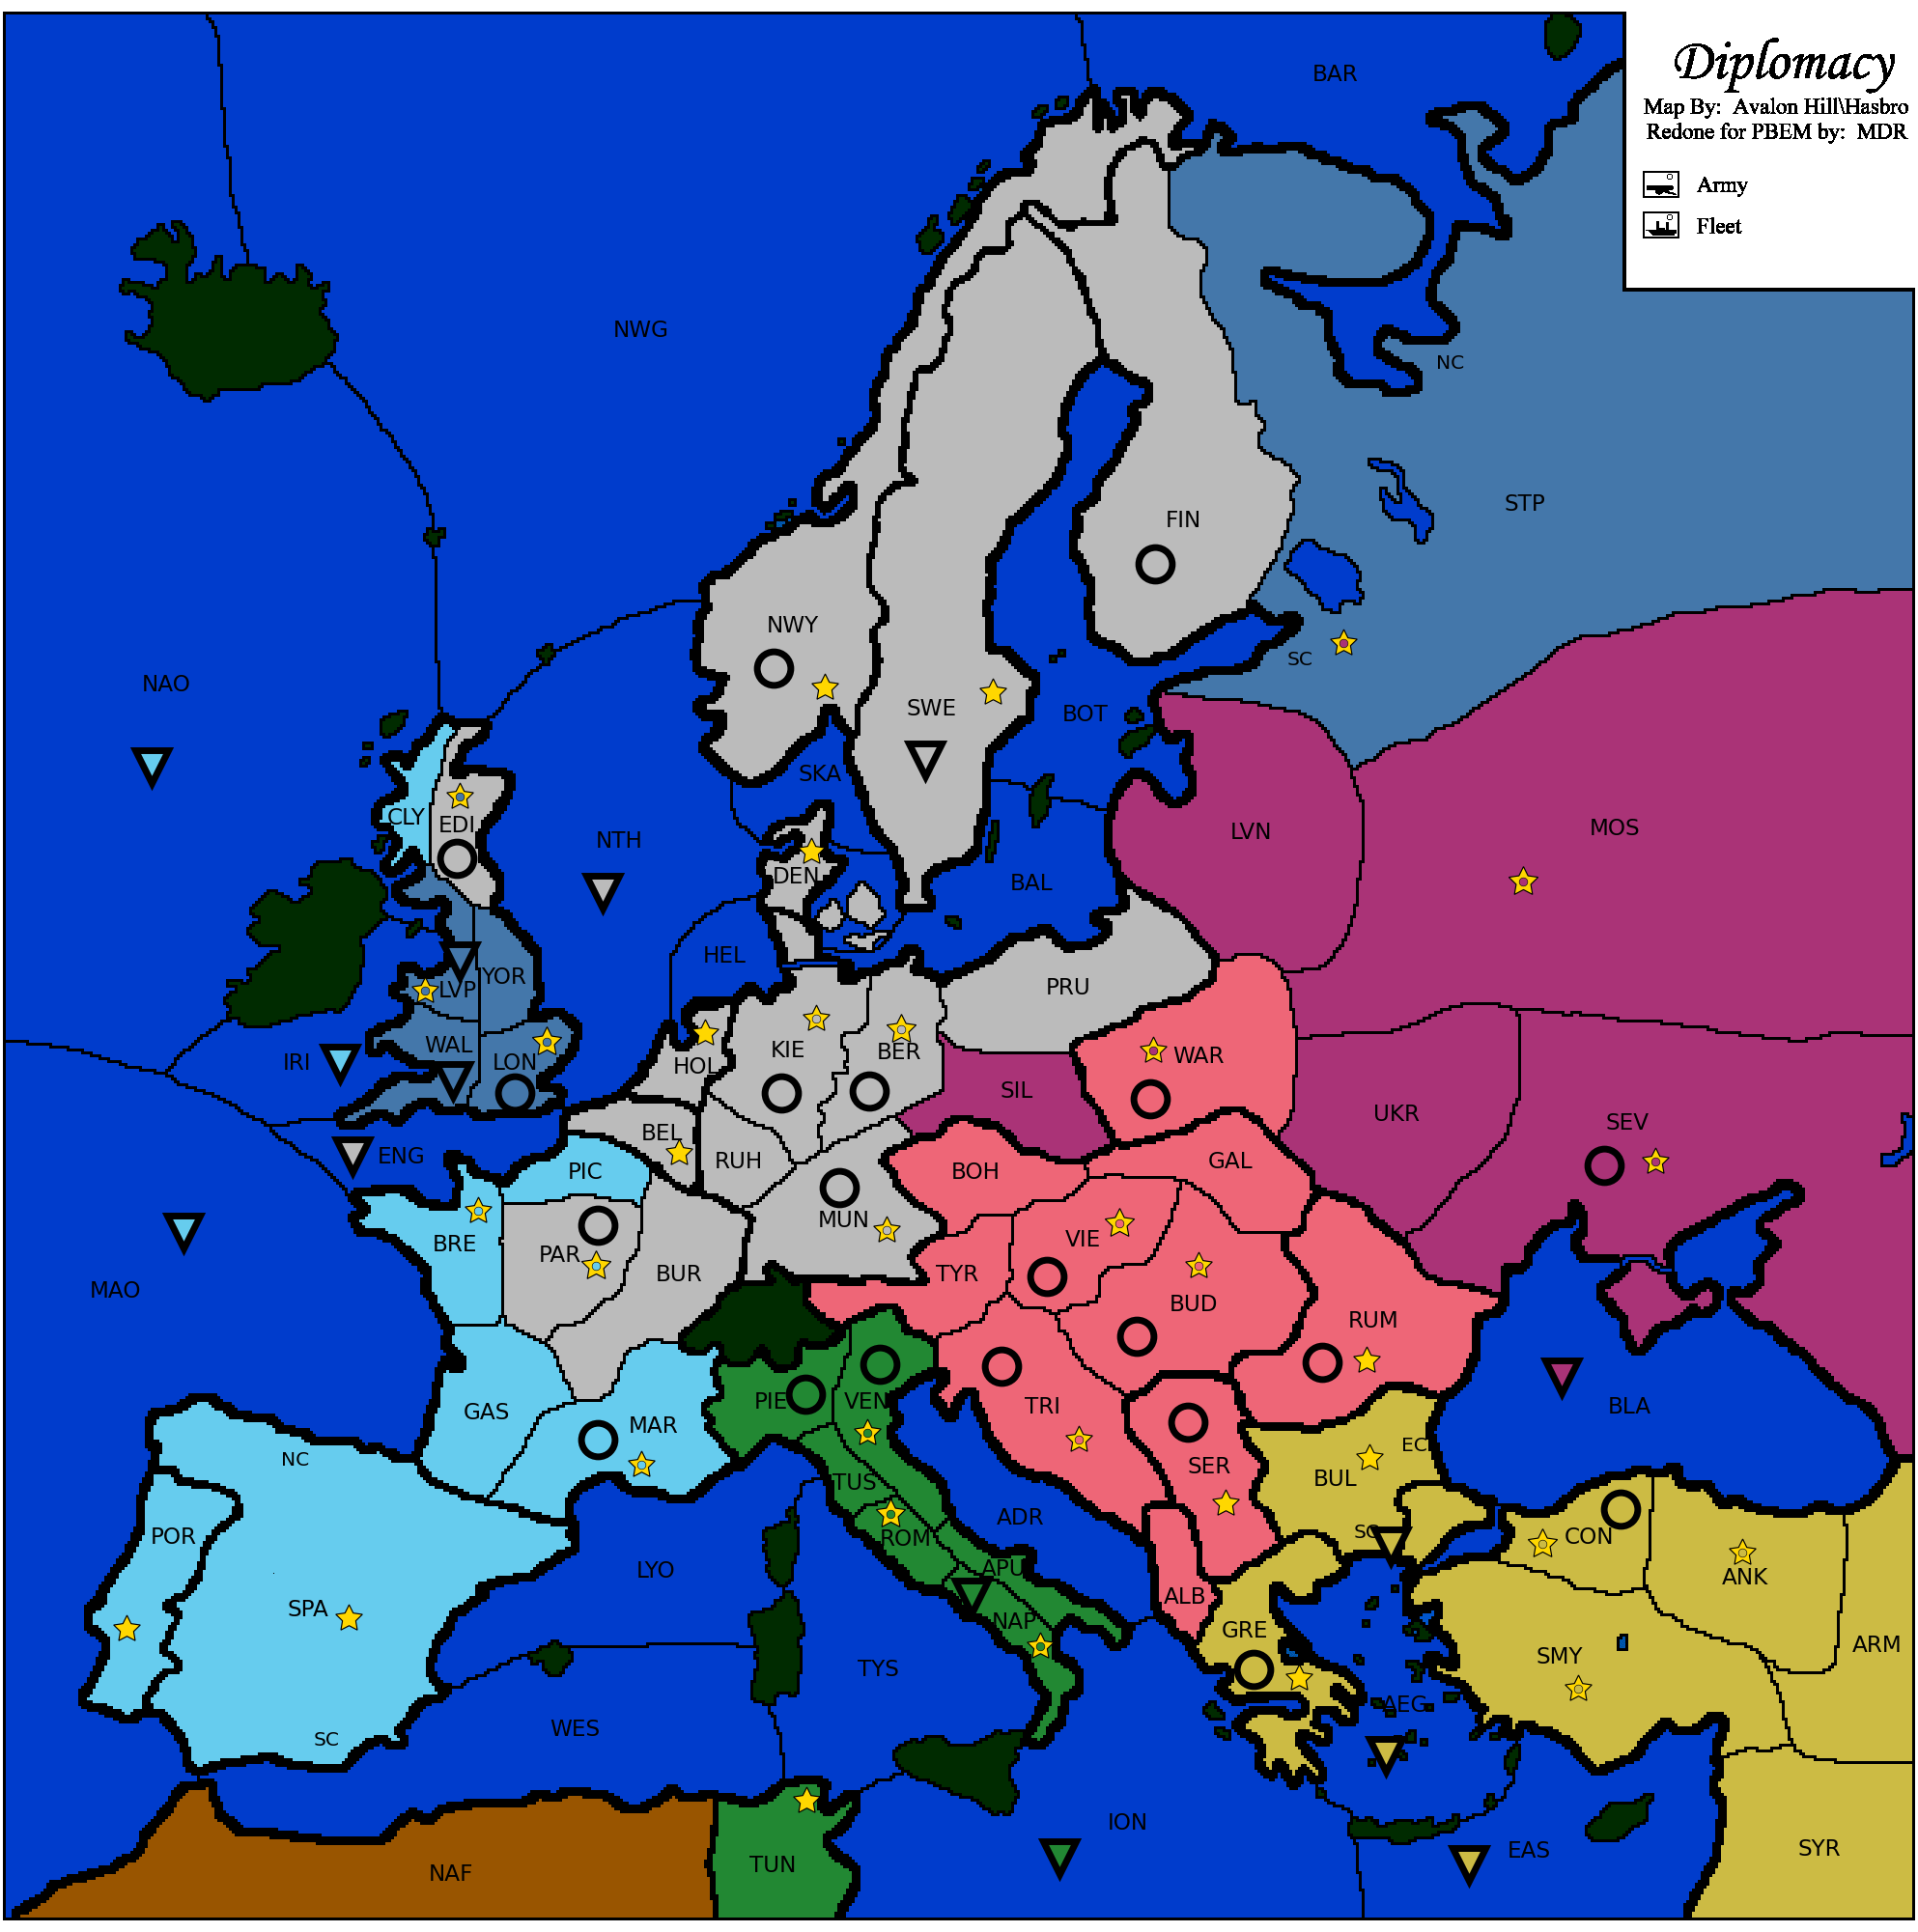 Diplomacy
Map By: Avalon Hill\Hasbro
Redone for PBEM by: MDR
Army
Fleet
BAR
NWG
NC
STP
FIN
NWY
SC
NAO
SWE
BOT
SKA
CLY
EDI
NTH
LVN
MOS
DEN
BAL
HEL
YOR
LVP
PRU
WAL
IRI
LON
HOL
KIE
BER
WAR
SIL
UKR
SEV
BEL
ENG
PIC
RUH
BOH
GAL
MUN
BRE
PAR
VIE
BUR
TYR
MAO
BUD
RUM
PIE
VEN
TRI
BLA
GAS
MAR
EC
NC
SER
BUL
TUS
ADR
SC
POR
ROM
CON
LYO
APU
ANK
SPA
ALB
NAP
GRE
ARM
TYS
SMY
AEG
WES
SC
ION
EAS
SYR
TUN
NAF